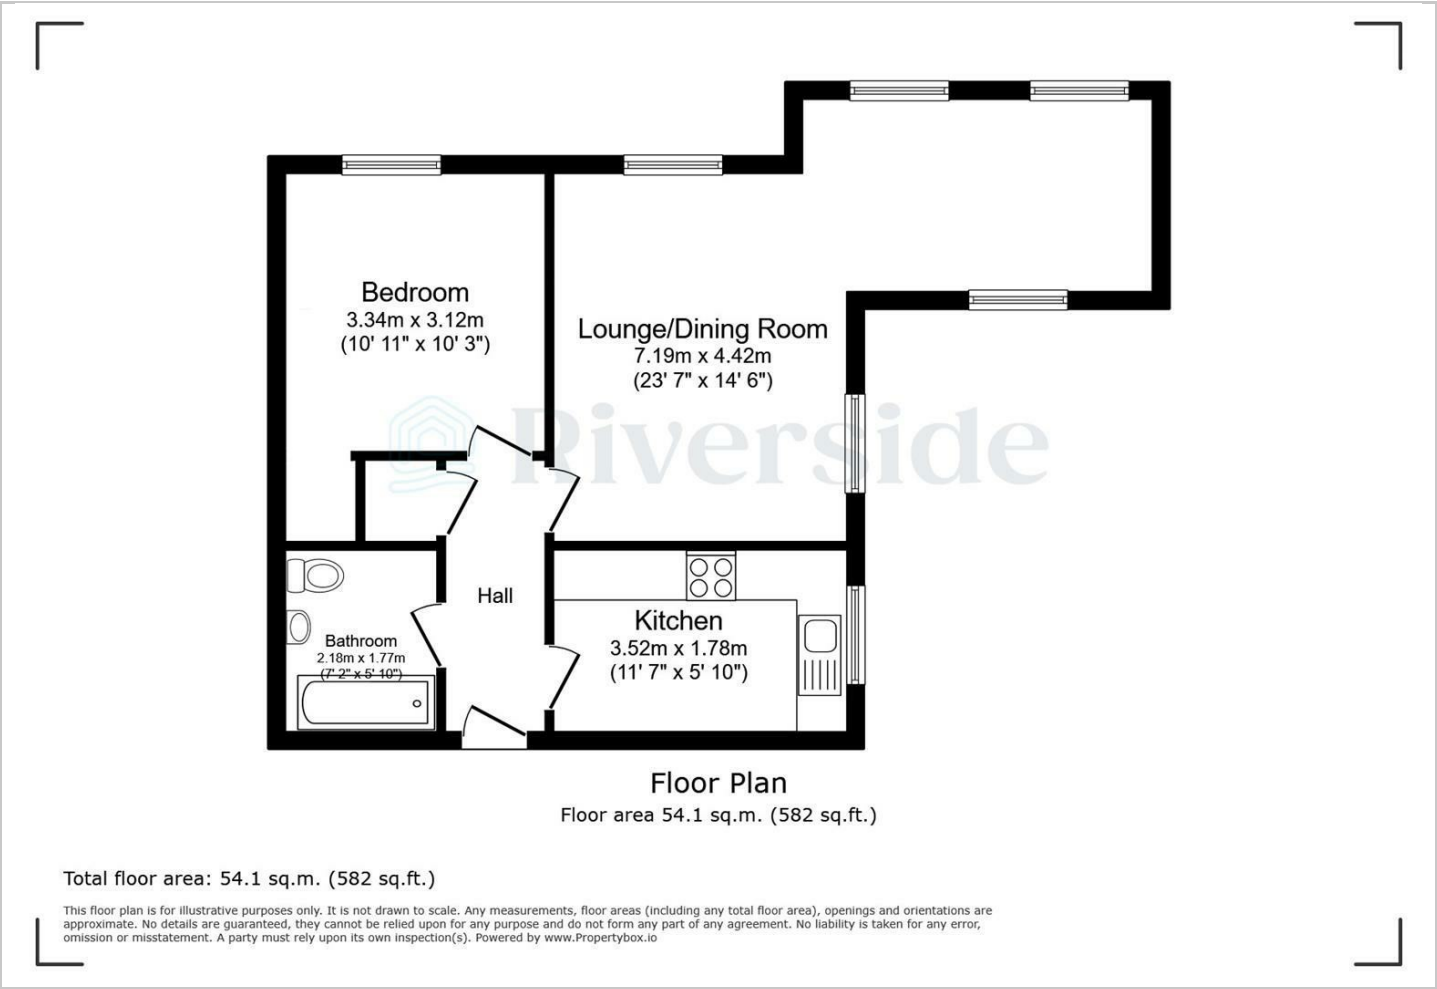 Bedroom
3.34m x 3.12m
(10' 11" x 10' 3")
Lounge/Dining Room
7.19m x 4.42m
(23' 7" x 14' 6")
Riverside
Hall
Kitchen
3.52m x 1.78m
(11' 7" x 5' 10")
Bathroom
2.18m x 1.77m
(7' 2" x 5' 10")
Floor Plan
Floor area 54.1 sq.m. (582 sq.ft.)
Total floor area: 54.1 sq.m. (582 sq.ft.)
This floor plan is for illustrative purposes only. It is not drawn to scale. Any measurements, floor areas (including any total floor area), openings and orientations are
approximate. No details are guaranteed, they cannot be relied upon for any purpose and do not form any part of any agreement. No liability is taken for any error,
omission or misstatement. A party must rely upon its own inspection(s). Powered by www.Propertybox.io